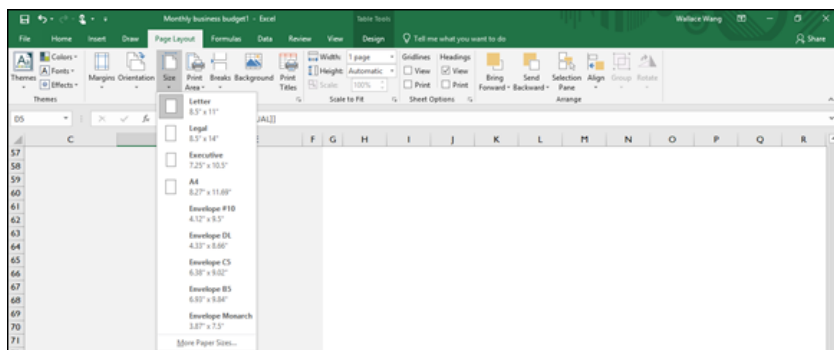 Monthly business budget1 - Excel
Table Tools
Wallace Wang
File Home Insert Draw Page Layout Formulas Data Review View Design Tell me what you want to do
Share
Themes
Colors
Fonts
Effects
Themes
Margins Orientation Size Print Area Breaks Background Print Titles
Width: 1 page
Height: Automatic
Scale: 100%
Scale to Fit
Gridlines Headings
View View
Print Print
Sheet Options
Bring Forward Send Backward Selection Pane Align Group Rotate
Arrange
D5 fx UAL]]
C F G H I J K L M N O P Q R
Letter
8.5" x 11"
Legal
8.5" x 14"
Executive
7.25" x 10.5"
A4
8.27" x 11.69"
Envelope #10
4.12" x 9.5"
Envelope DL
4.33" x 8.66"
Envelope C5
6.38" x 9.02"
Envelope B5
6.93" x 9.84"
Envelope Monarch
3.87" x 7.5"
More Paper Sizes...
57
58
59
60
61
62
63
64
65
66
67
68
69
70
71